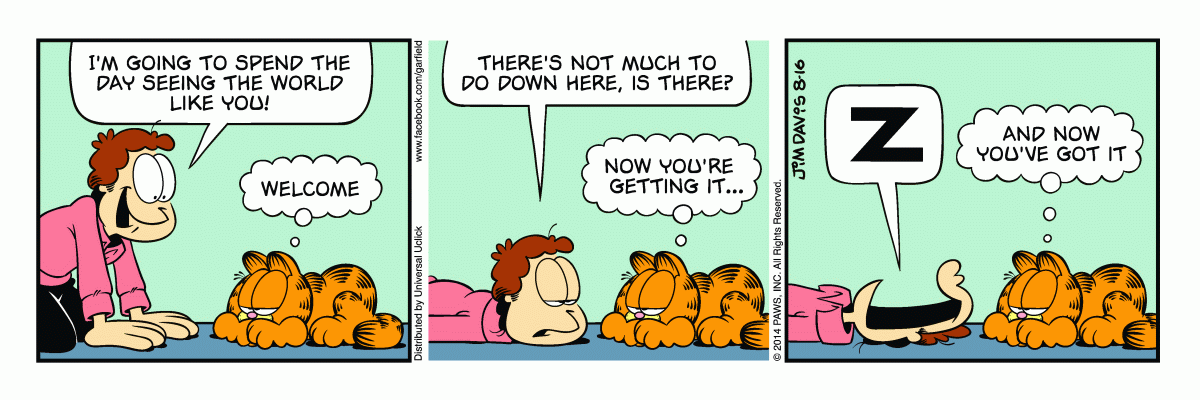 I'M GOING TO SPEND THE
DAY SEEING THE WORLD
LIKE YOU!
WELCOME
www.facebook.com/garfield
Distributed by Universal Uclick
THERE'S NOT MUCH TO
DO DOWN HERE, IS THERE?
NOW YOU'RE
GETTING IT...
© 2014 PAWS, INC. All Rights Reserved.
JIM DAVIS 8-16
Z
AND NOW
YOU'VE GOT IT